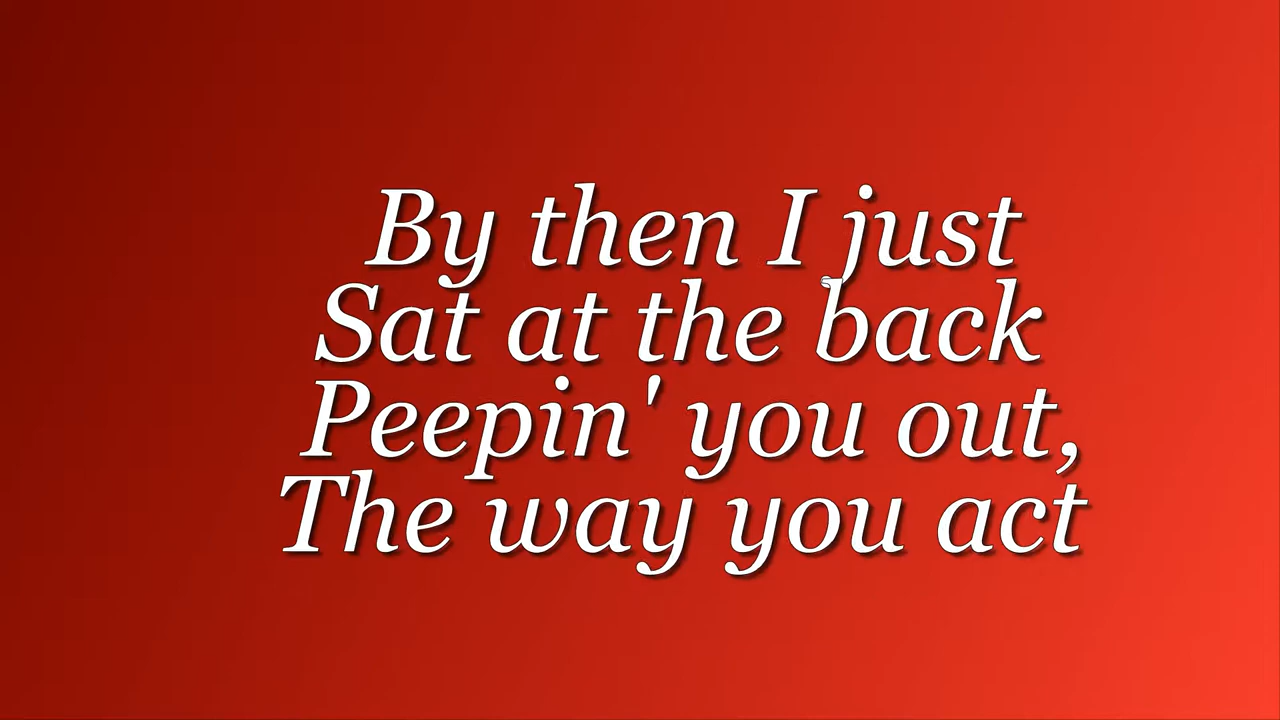 By then I just
Sat at the back
Peepin' you out,
The way you act